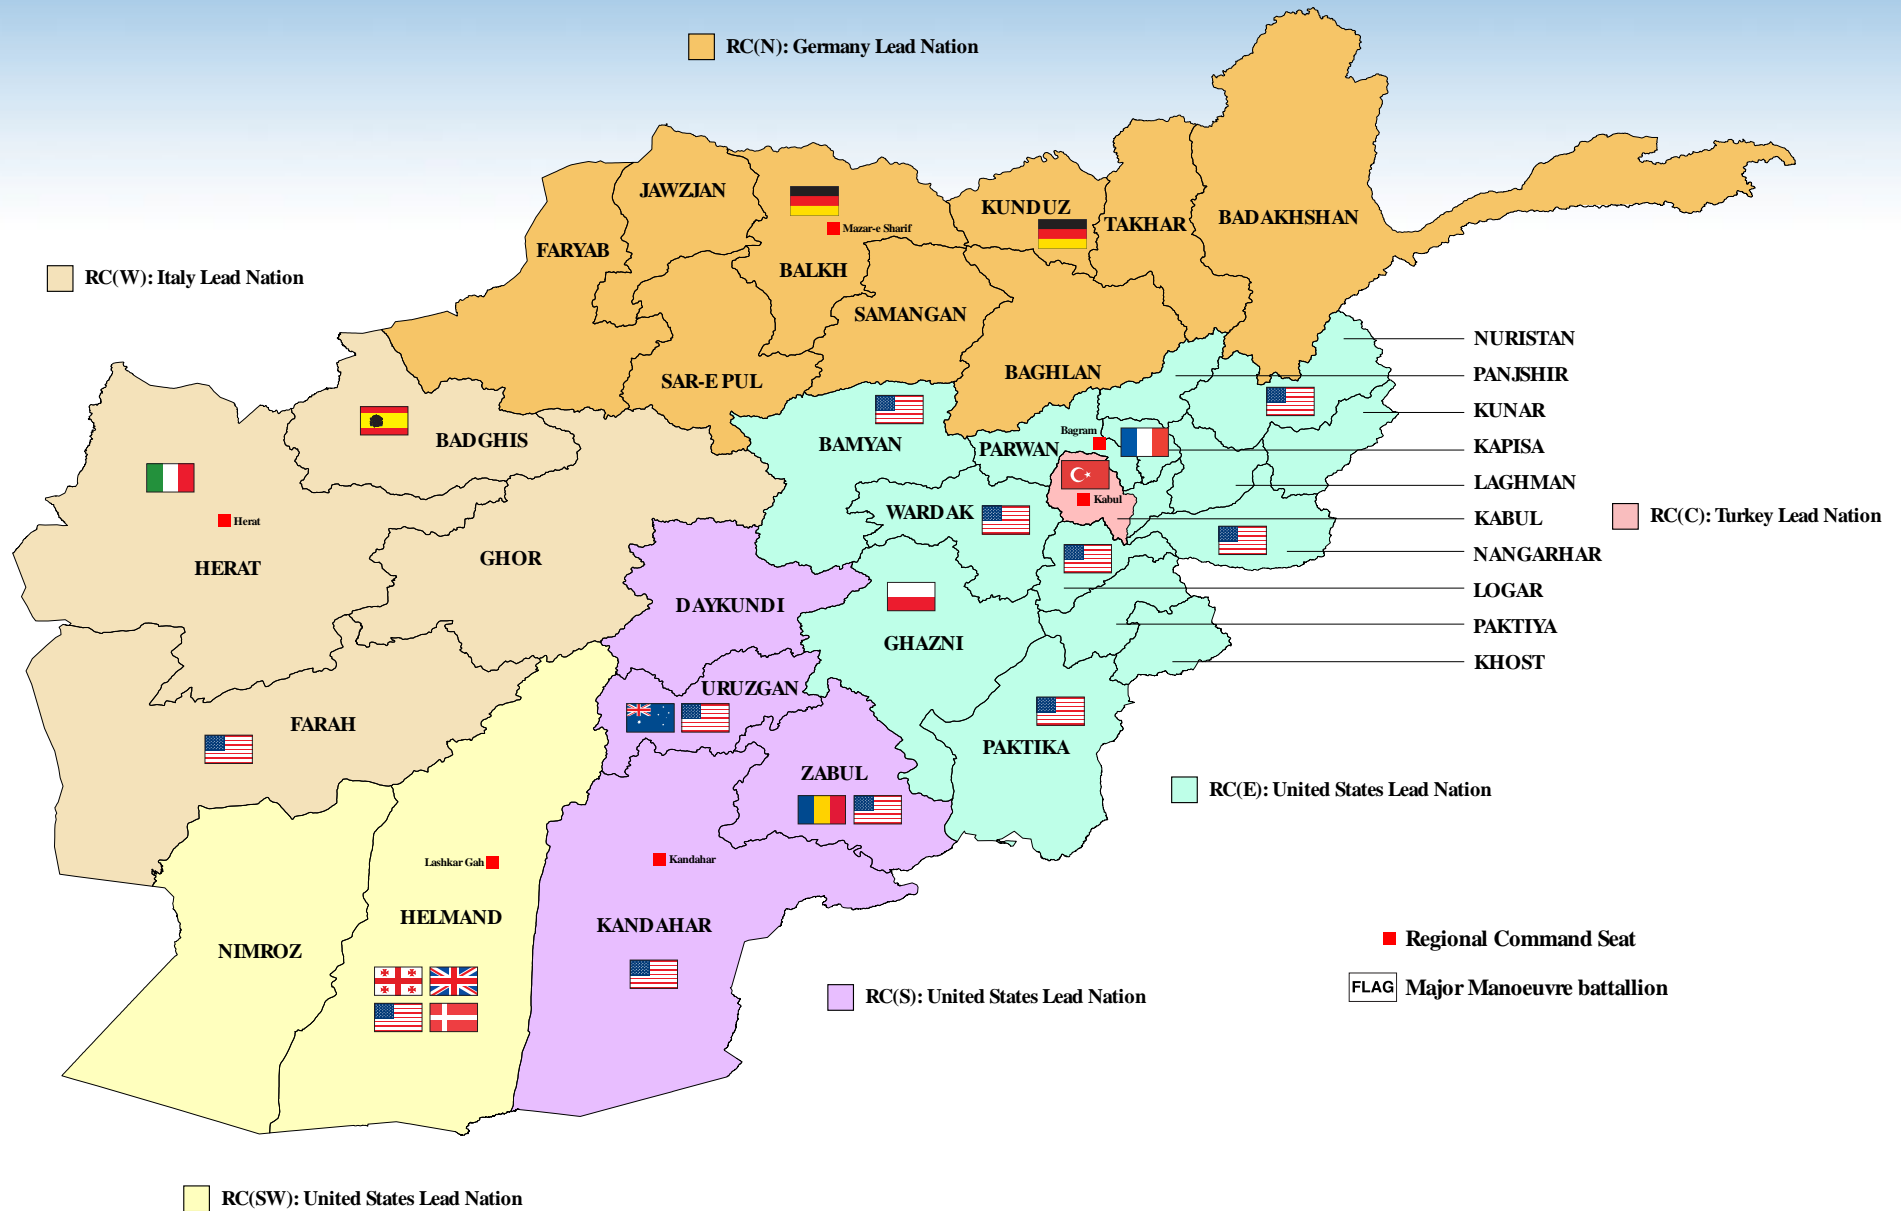 RC(N): Germany Lead Nation
JAWZJAN
KUNDUZ
TAKHAR
BADAKHSHAN
Mazar-e Sharif
FARYAB
BALKH
RC(W): Italy Lead Nation
SAMANGAN
NURISTAN
BAGHLAN
PANJSHIR
SAR-E PUL
KUNAR
Bagram
BADGHIS
BAMYAN
PARWAN
KAPISA
LAGHMAN
Kabul
WARDAK
KABUL
RC(C): Turkey Lead Nation
Herat
NANGARHAR
GHOR
HERAT
LOGAR
DAYKUNDI
PAKTIYA
GHAZNI
KHOST
URUZGAN
FARAH
PAKTIKA
ZABUL
RC(E): United States Lead Nation
Lashkar Gah
Kandahar
HELMAND
KANDAHAR
Regional Command Seat
NIMROZ
FLAG Major Manoeuvre battallion
RC(S): United States Lead Nation
RC(SW): United States Lead Nation